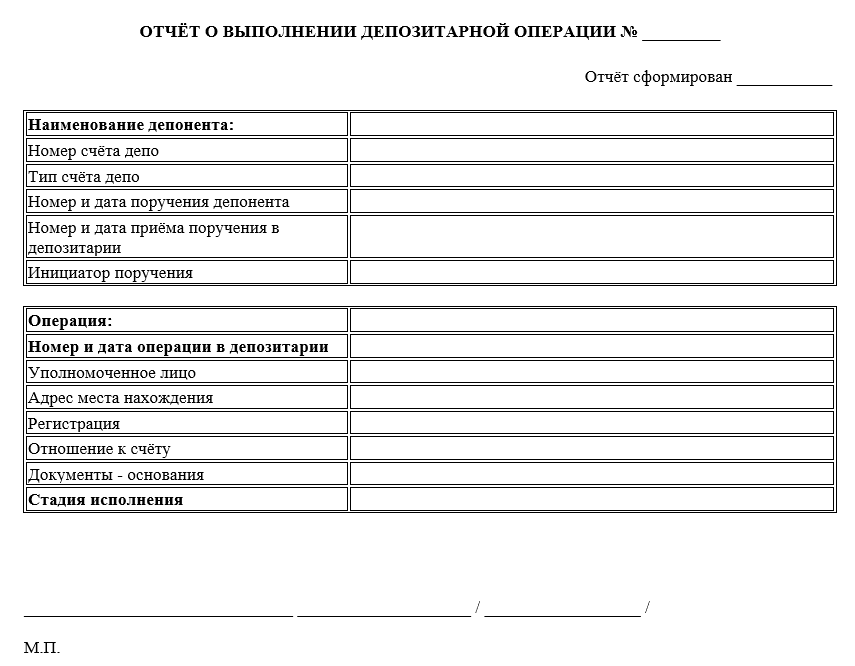 ОТЧЁТ О ВЫПОЛНЕНИИ ДЕПОЗИТАРНОЙ ОПЕРАЦИИ № _________
Отчёт сформирован ___________
Наименование депонента:
Номер счёта депо
Тип счёта депо
Номер и дата поручения депонента
Номер и дата приёма поручения в
депозитарии
Инициатор поручения
Операция:
Номер и дата операции в депозитарии
Уполномоченное лицо
Адрес места нахождения
Регистрация
Отношение к счёту
Документы - основания
Стадия исполнения
_______________________________ ____________________ / __________________ /
М.П.